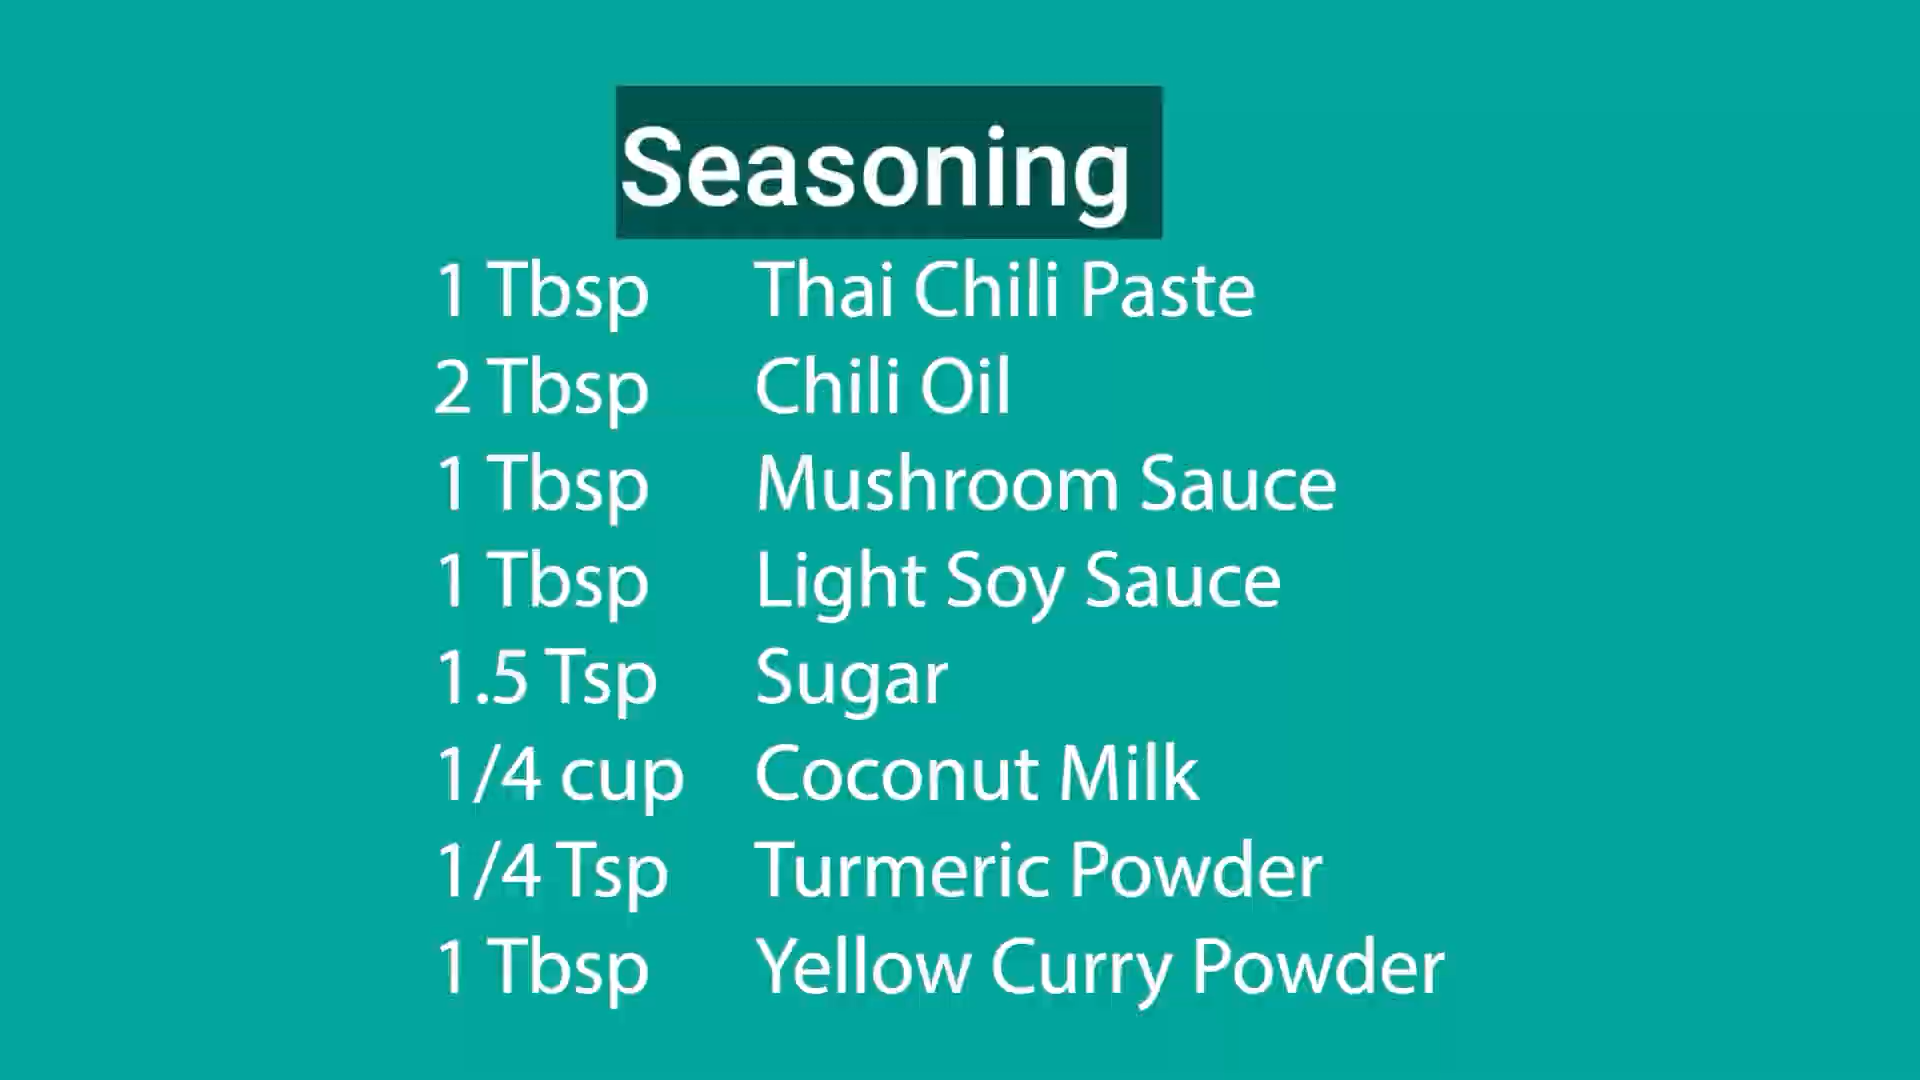 Seasoning
1 Tbsp Thai Chili Paste
2 Tbsp Chili Oil
1 Tbsp Mushroom Sauce
1 Tbsp Light Soy Sauce
1.5 Tsp Sugar
1/4 cup Coconut Milk
1/4 Tsp Turmeric Powder
1 Tbsp Yellow Curry Powder